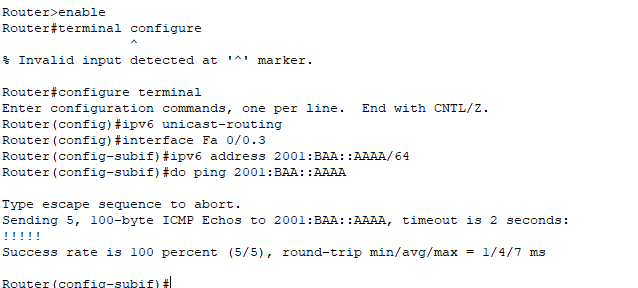 Router>enable
Router#terminal configure
^
% Invalid input detected at '^' marker.
Router#configure terminal
Enter configuration commands, one per line. End with CNTL/Z.
Router(config)#ipv6 unicast-routing
Router(config)#interface Fa 0/0.3
Router(config-subif)#ipv6 address 2001:BAA::AAAA/64
Router(config-subif)#do ping 2001:BAA::AAAA
Type escape sequence to abort.
Sending 5, 100-byte ICMP Echos to 2001:BAA::AAAA, timeout is 2 seconds:
!!!!!
Success rate is 100 percent (5/5), round-trip min/avg/max = 1/4/7 ms
Router(config-subif)#